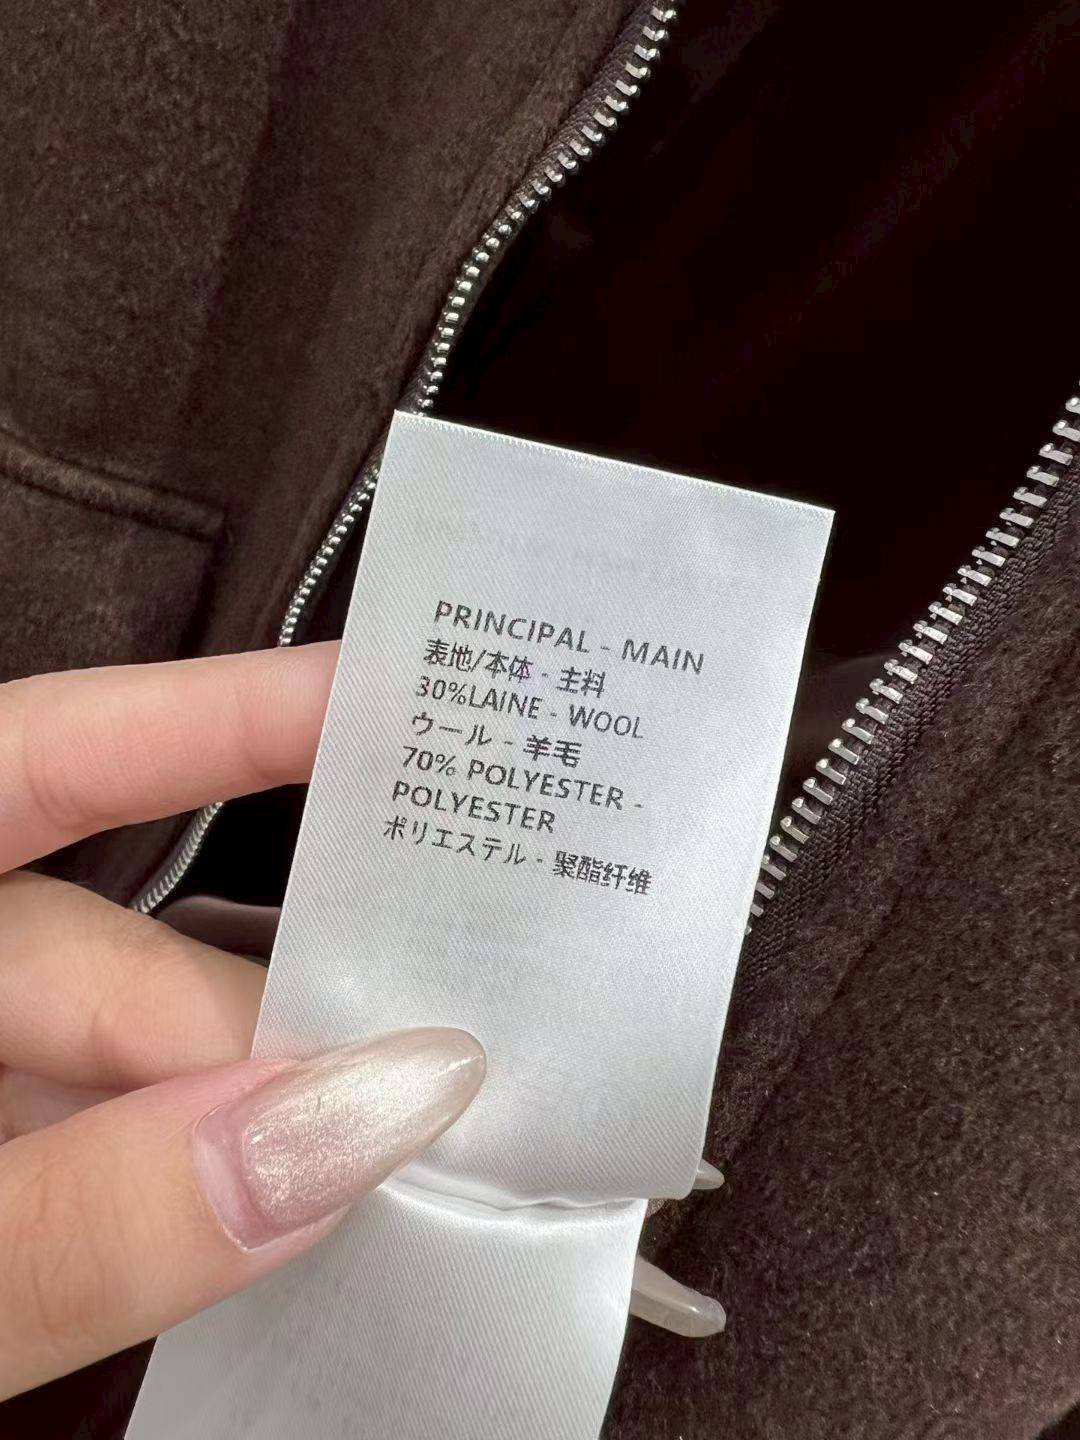 PRINCIPAL - MAIN
表地/本体 - 主料
30%LAINE - WOOL
ウール - 羊毛
70% POLYESTER -
POLYESTER
ポリエステル - 聚酯纤维